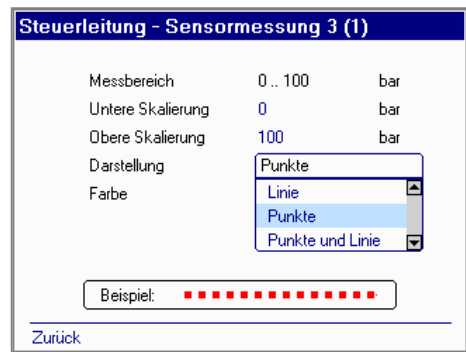 Steuerleitung - Sensormessung 3 (1)
Messbereich 0 .. 100 bar
Untere Skalierung 0 bar
Obere Skalierung 100 bar
Darstellung Punkte
Farbe Linie
Punkte
Punkte und Linie
Beispiel:
Zurück